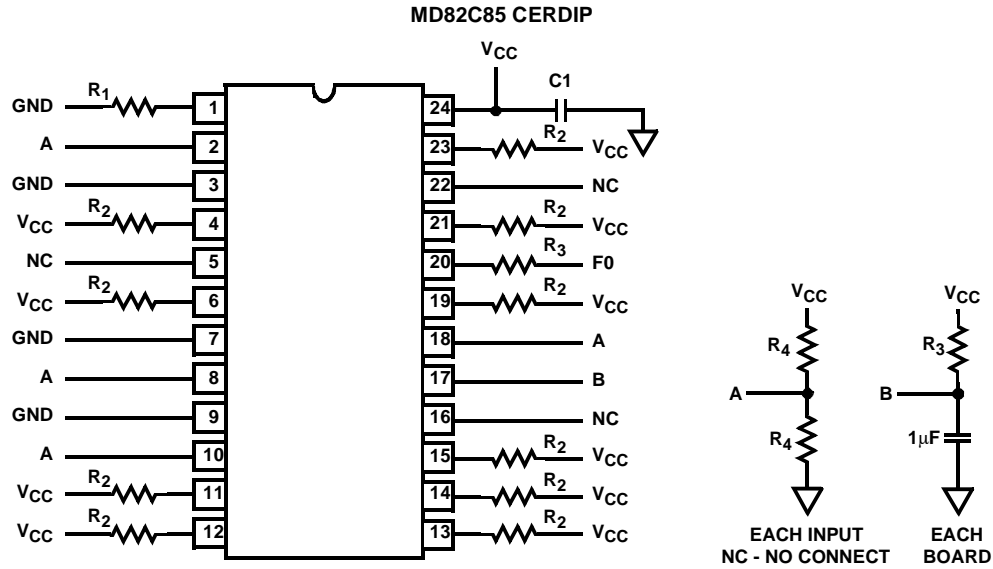 MD82C85 CERDIP
VCC
C1
GND R1 1
A 2
GND 3
VCC R2 4
NC 5
VCC R2 6
GND 7
A 8
GND 9
A 10
VCC R2 11
VCC R2 12
24
23 R2 VCC
22 NC
21 R2 VCC
20 R3 F0
19 R2 VCC
18 A
17 B
16 NC
15 R2 VCC
14 R2 VCC
13 R2 VCC
VCC
R4
A
R4
EACH INPUT
NC - NO CONNECT
VCC
R3
B
1µF
EACH
BOARD